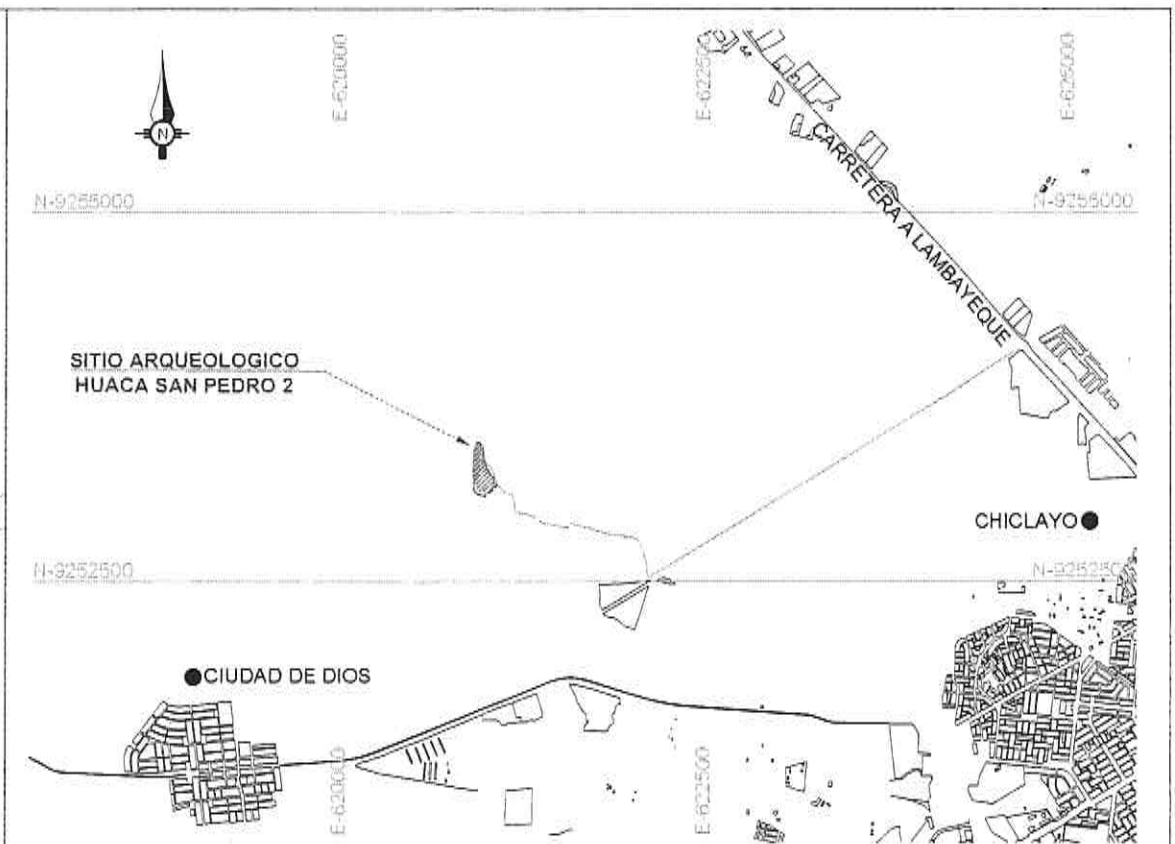 E-620000
E-622500
E-625000
N
CARRETERA A LAMBAYEQUE
N-9255000
N-9255000
SITIO ARQUEOLOGICO
HUACA SAN PEDRO 2
CHICLAYO
N-9252500
N-9252500
CIUDAD DE DIOS
E-620000
E-622500